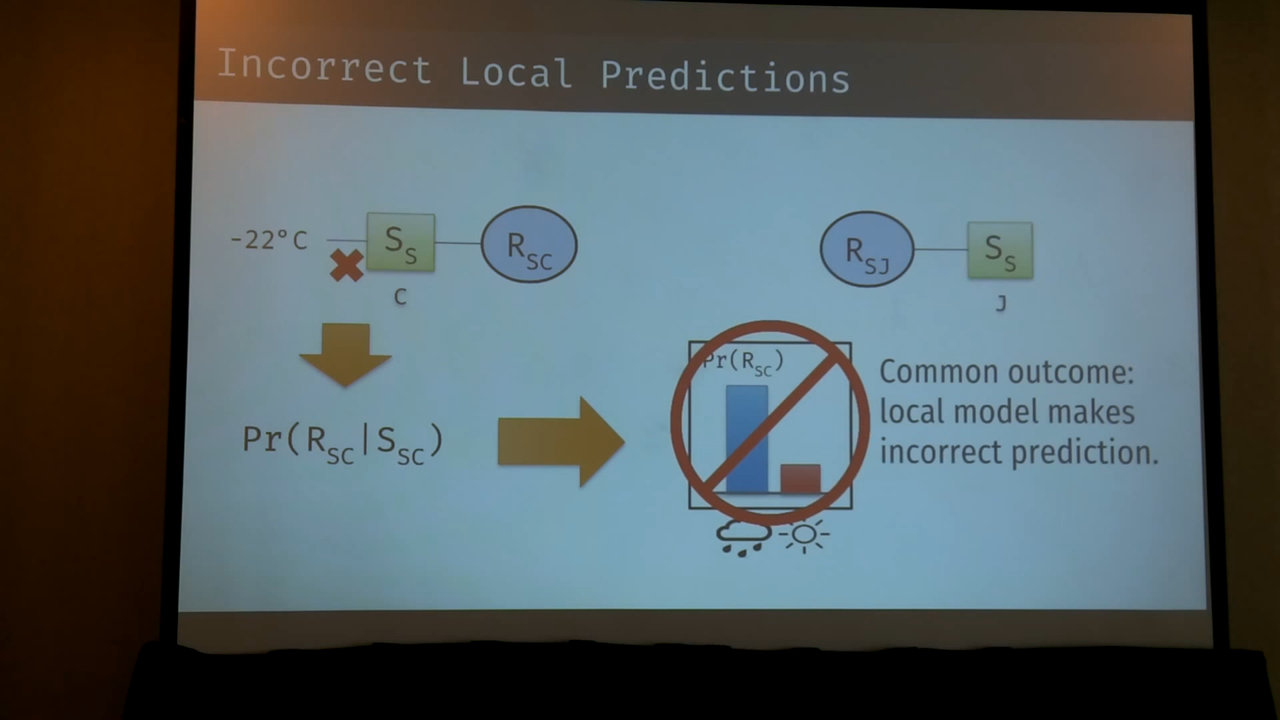 Incorrect Local Predictions
-22°C
S_S
R_SC
R_SJ
S_S
C
J
Pr(R_SC)
Common outcome:
local model makes
incorrect prediction.
Pr(R_SC|S_SC)